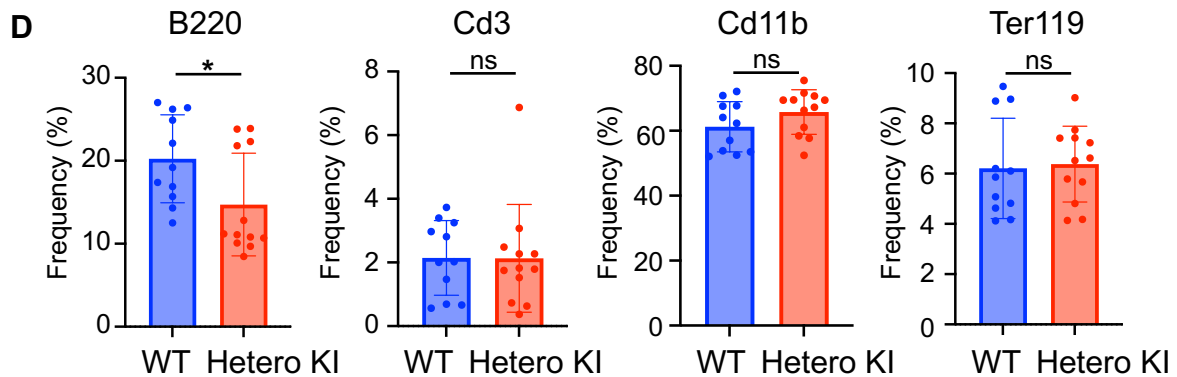 D
B220
Cd3
Cd11b
Ter119
*
ns
ns
ns
Frequency (%)
30
20
10
0
WT Hetero KI
Frequency (%)
8
6
4
2
0
WT Hetero KI
Frequency (%)
80
60
40
20
0
WT Hetero KI
Frequency (%)
10
8
6
4
2
0
WT Hetero KI